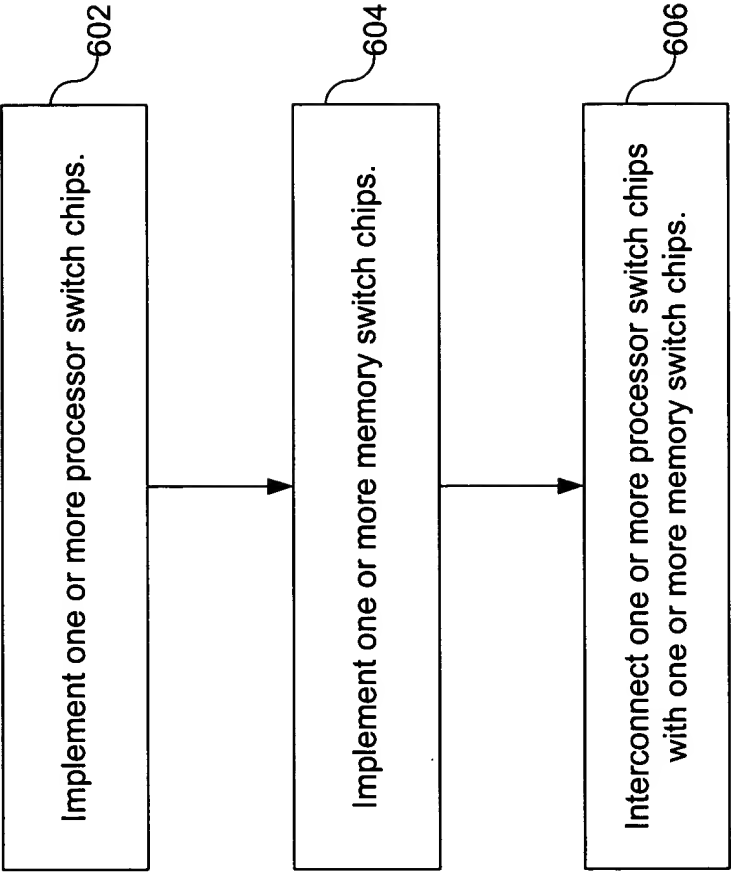 602
Implement one or more processor switch chips.
604
Implement one or more memory switch chips.
606
Interconnect one or more processor switch chips
with one or more memory switch chips.